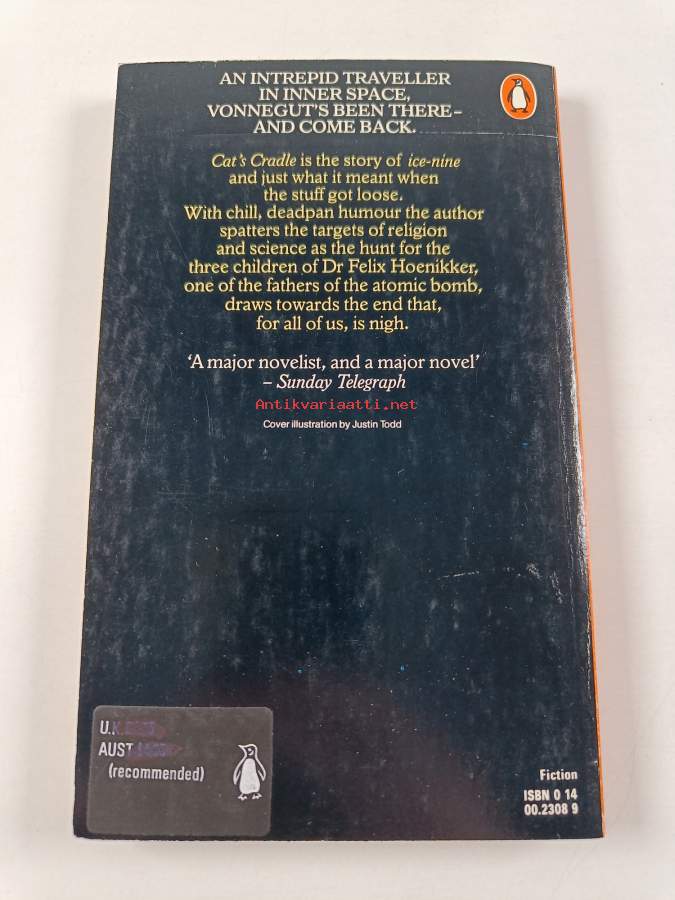 AN INTREPID TRAVELLER
IN INNER SPACE,
VONNEGUT'S BEEN THERE–
AND COME BACK.
Cat's Cradle is the story of ice-nine
and just what it meant when
the stuff got loose.
With chill, deadpan humour the author
spatters the targets of religion
and science as the hunt for the
three children of Dr Felix Hoenikker,
one of the fathers of the atomic bomb,
draws towards the end that,
for all of us, is nigh.
'A major novelist, and a major novel'
– Sunday Telegraph
Antikvariaatti.net
Cover illustration by Justin Todd
U.K.
AUST
(recommended)
Fiction
ISBN 0 14
00.2308 9